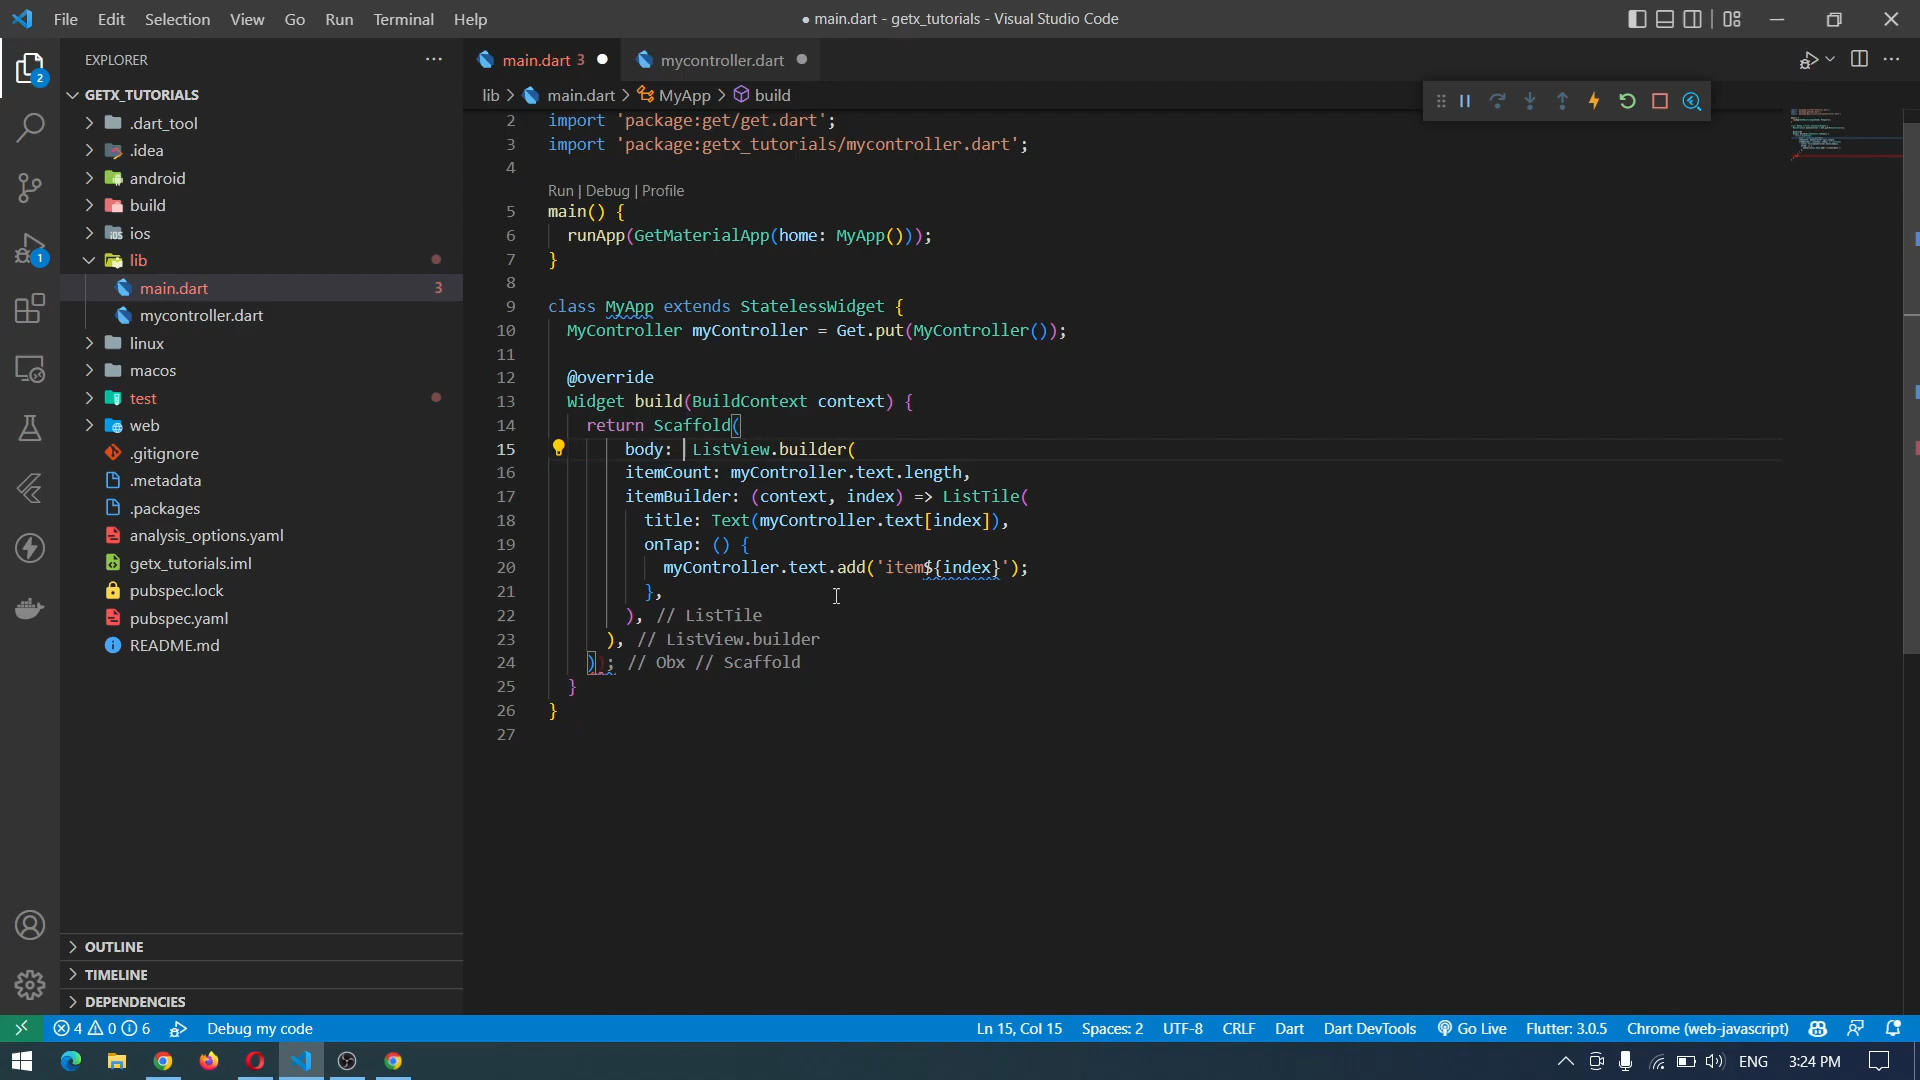 File Edit Selection View Go Run Terminal Help
● main.dart - getx_tutorials - Visual Studio Code
EXPLORER
GETX_TUTORIALS
.dart_tool
.idea
android
build
ios
lib
main.dart 3
mycontroller.dart
linux
macos
test
web
.gitignore
.metadata
.packages
analysis_options.yaml
getx_tutorials.iml
pubspec.lock
pubspec.yaml
README.md
OUTLINE
TIMELINE
DEPENDENCIES
2
1
main.dart 3 ● mycontroller.dart ●
lib > main.dart > MyApp > build
2 import 'package:get/get.dart';
3 import 'package:getx_tutorials/mycontroller.dart';
4
Run | Debug | Profile
5 main() {
6 runApp(GetMaterialApp(home: MyApp()));
7 }
8
9 class MyApp extends StatelessWidget {
10 MyController myController = Get.put(MyController());
11
12 @override
13 Widget build(BuildContext context) {
14 return Scaffold(
15 body: ListView.builder(
16 itemCount: myController.text.length,
17 itemBuilder: (context, index) => ListTile(
18 title: Text(myController.text[index]),
19 onTap: () {
20 myController.text.add('item${index}');
21 },
22 ), // ListTile
23 ), // ListView.builder
24 )); // Obx // Scaffold
25 }
26 }
27
4 0 6 Debug my code
Ln 15, Col 15 Spaces: 2 UTF-8 CRLF Dart Dart DevTools Go Live Flutter: 3.0.5 Chrome (web-javascript)
ENG 3:24 PM